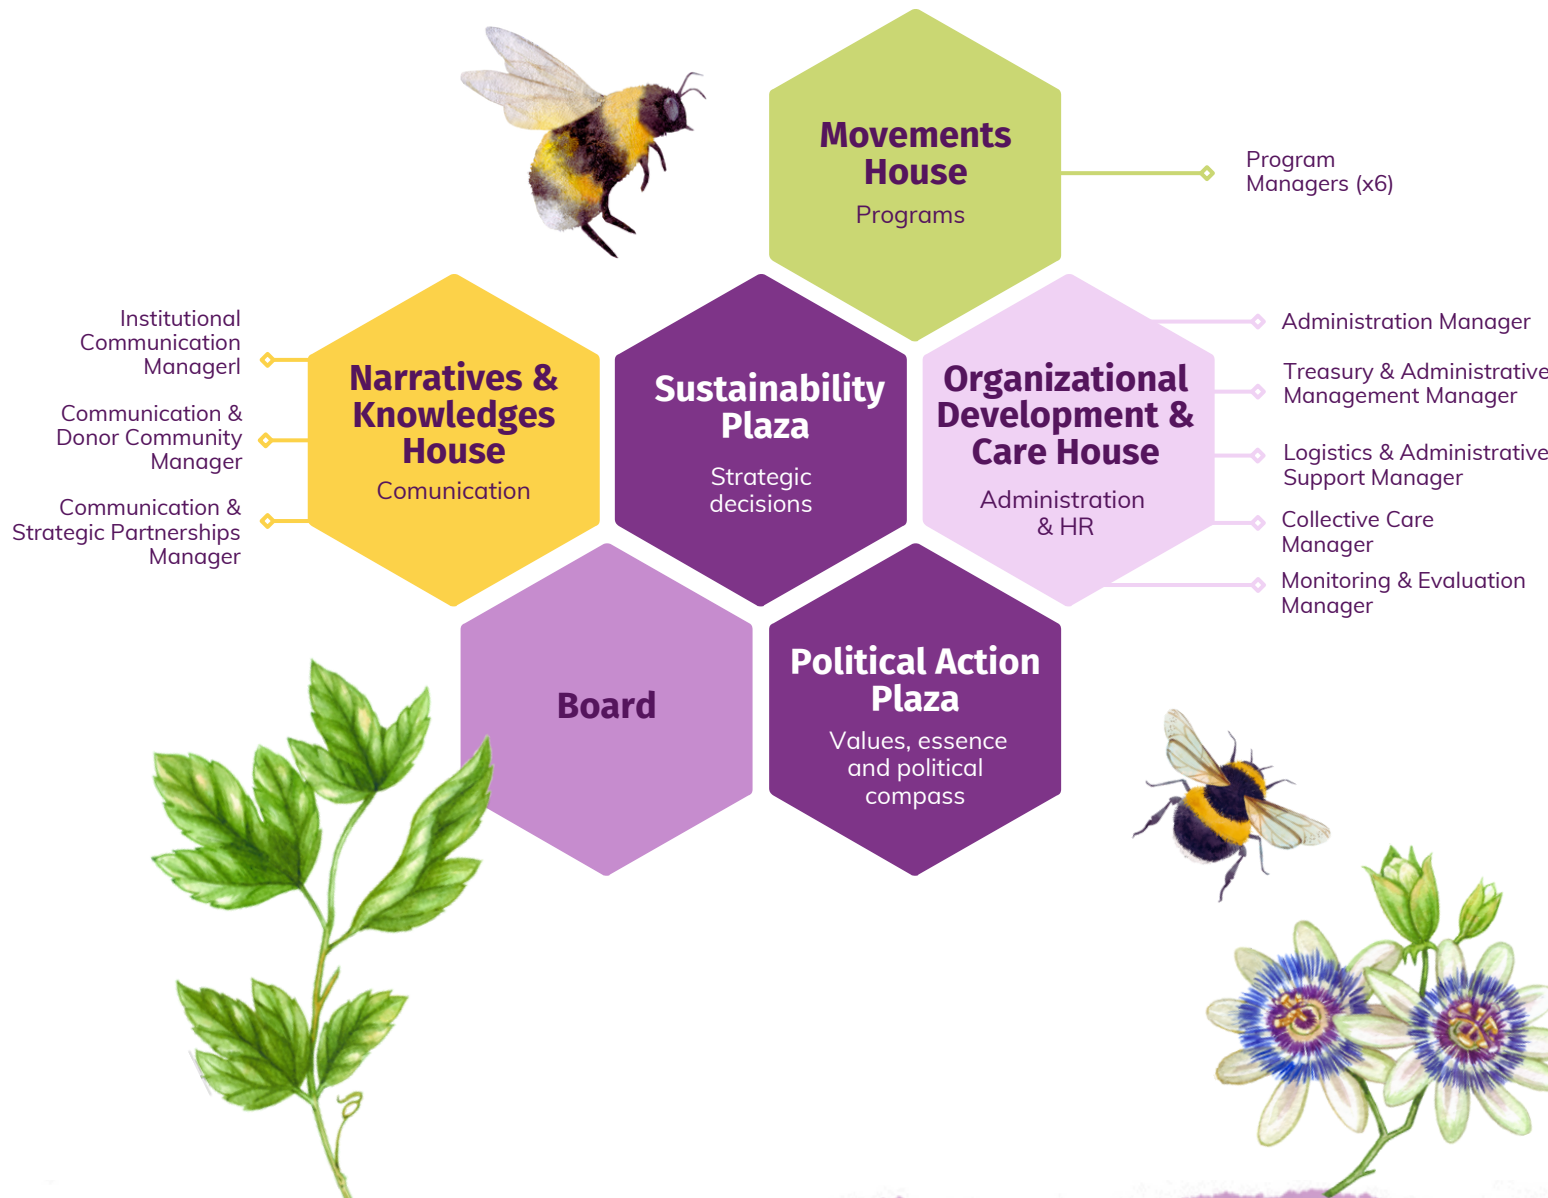 Movements
House
Programs
Program
Managers (x6)
Institutional
Communication
Managerl
Communication &
Donor Community
Manager
Communication &
Strategic Partnerships
Manager
Narratives &
Knowledges
House
Comunication
Sustainability
Plaza
Strategic
decisions
Organizational
Development &
Care House
Administration
& HR
Administration Manager
Treasury & Administrative
Management Manager
Logistics & Administrative
Support Manager
Collective Care
Manager
Monitoring & Evaluation
Manager
Board
Political Action
Plaza
Values, essence
and political
compass